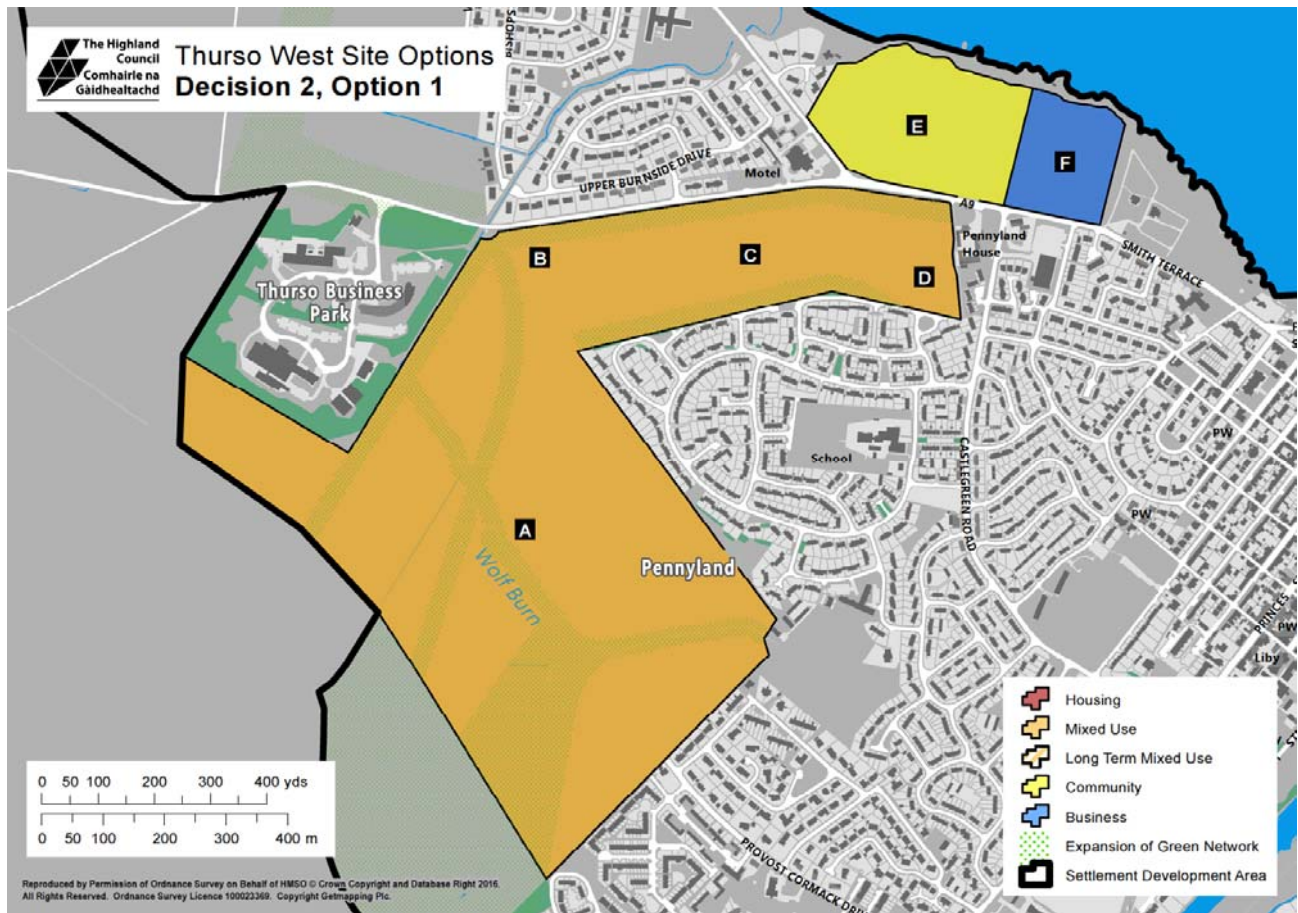 The Highland
Council
Comhairle na
Gàidhealtachd
Thurso West Site Options
Decision 2, Option 1
BISHOPS
UPPER BURNSIDE DRIVE
Motel
E
F
A9
Pennyland
House
SMITH TERRACE
B
C
D
Thurso Business
Park
School
CASTLEGREEN ROAD
PW
PW
A
Wolf Burn
Pennyland
PRINCES
PW
Liby
PROVOST CORMACK DRI
0 50 100 200 300 400 yds
0 50 100 200 300 400 m
Housing
Mixed Use
Long Term Mixed Use
Community
Business
Expansion of Green Network
Settlement Development Area
Reproduced by Permission of Ordnance Survey on Behalf of HMSO © Crown Copyright and Database Right 2016.
All Rights Reserved. Ordnance Survey Licence 100023369. Copyright Getmapping Plc.